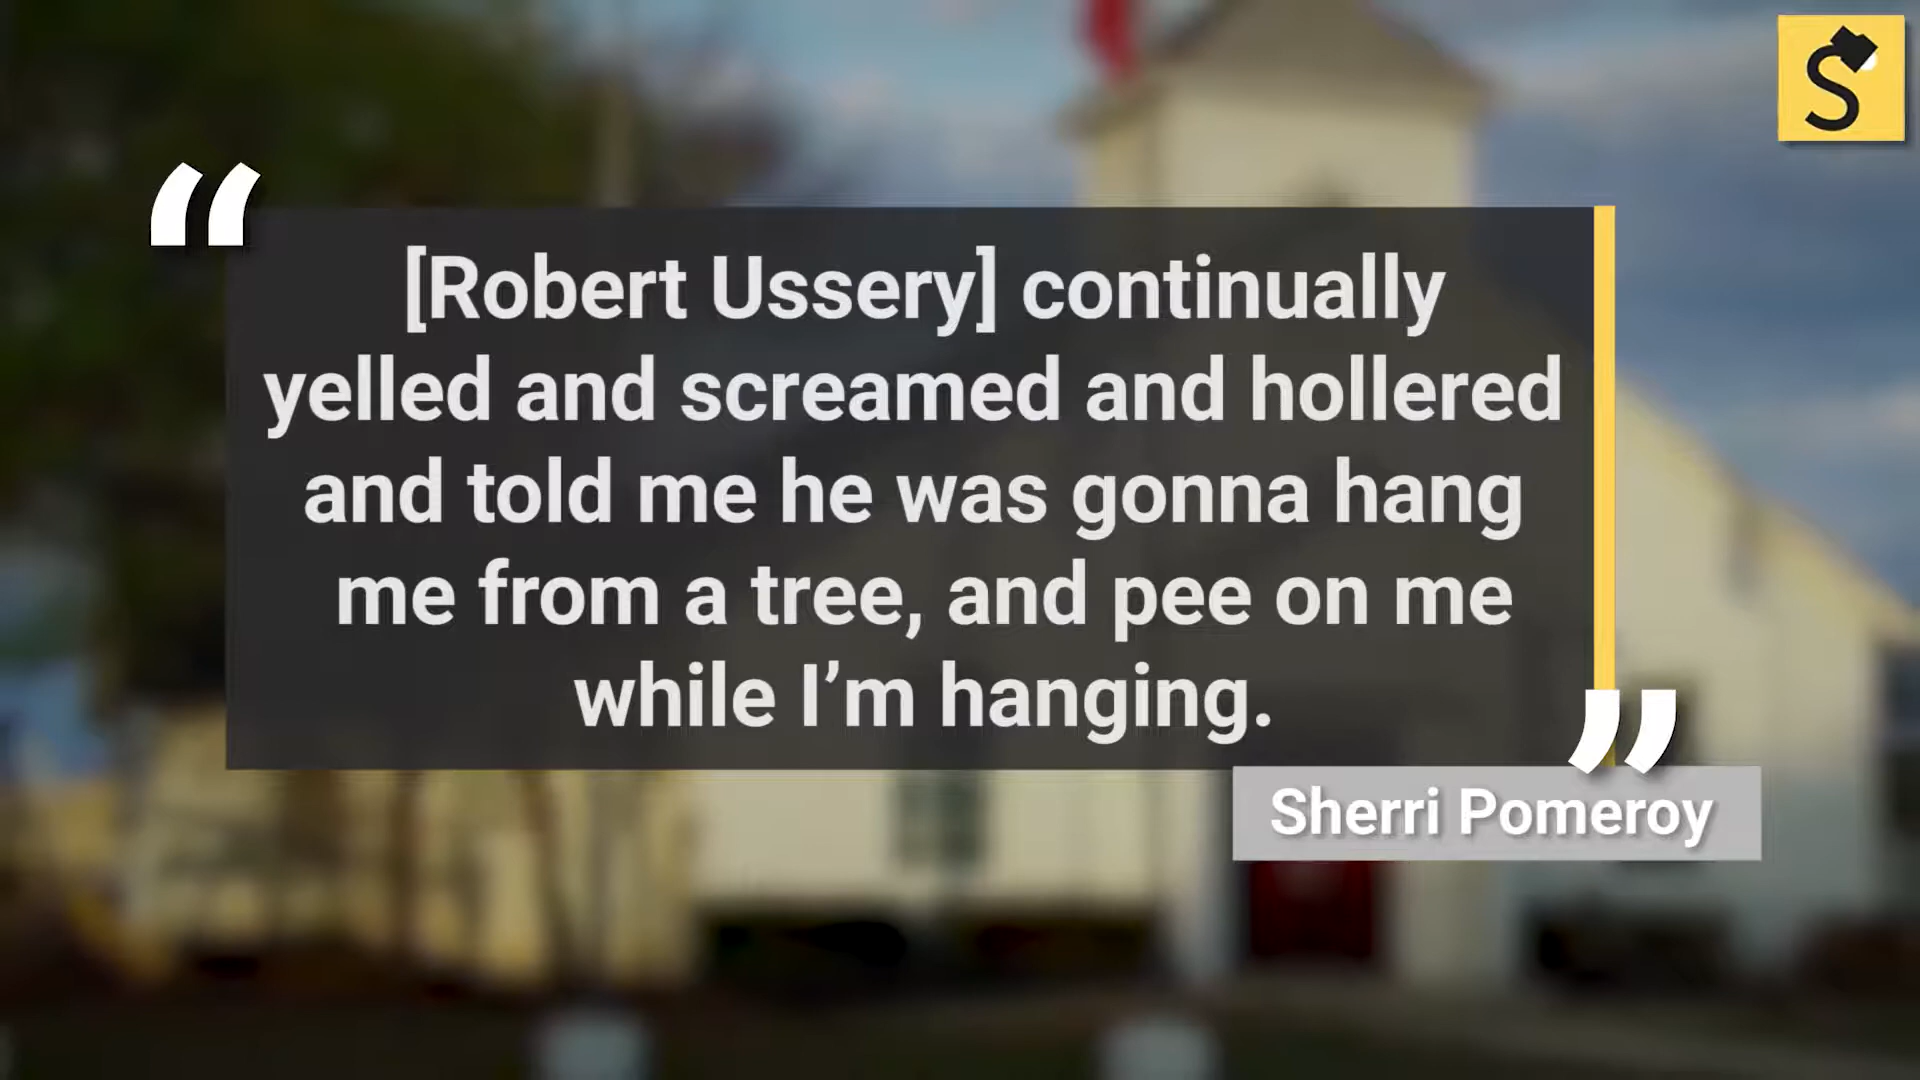 S
“
[Robert Ussery] continually
yelled and screamed and hollered
and told me he was gonna hang
me from a tree, and pee on me
while I’m hanging.
”
Sherri Pomeroy